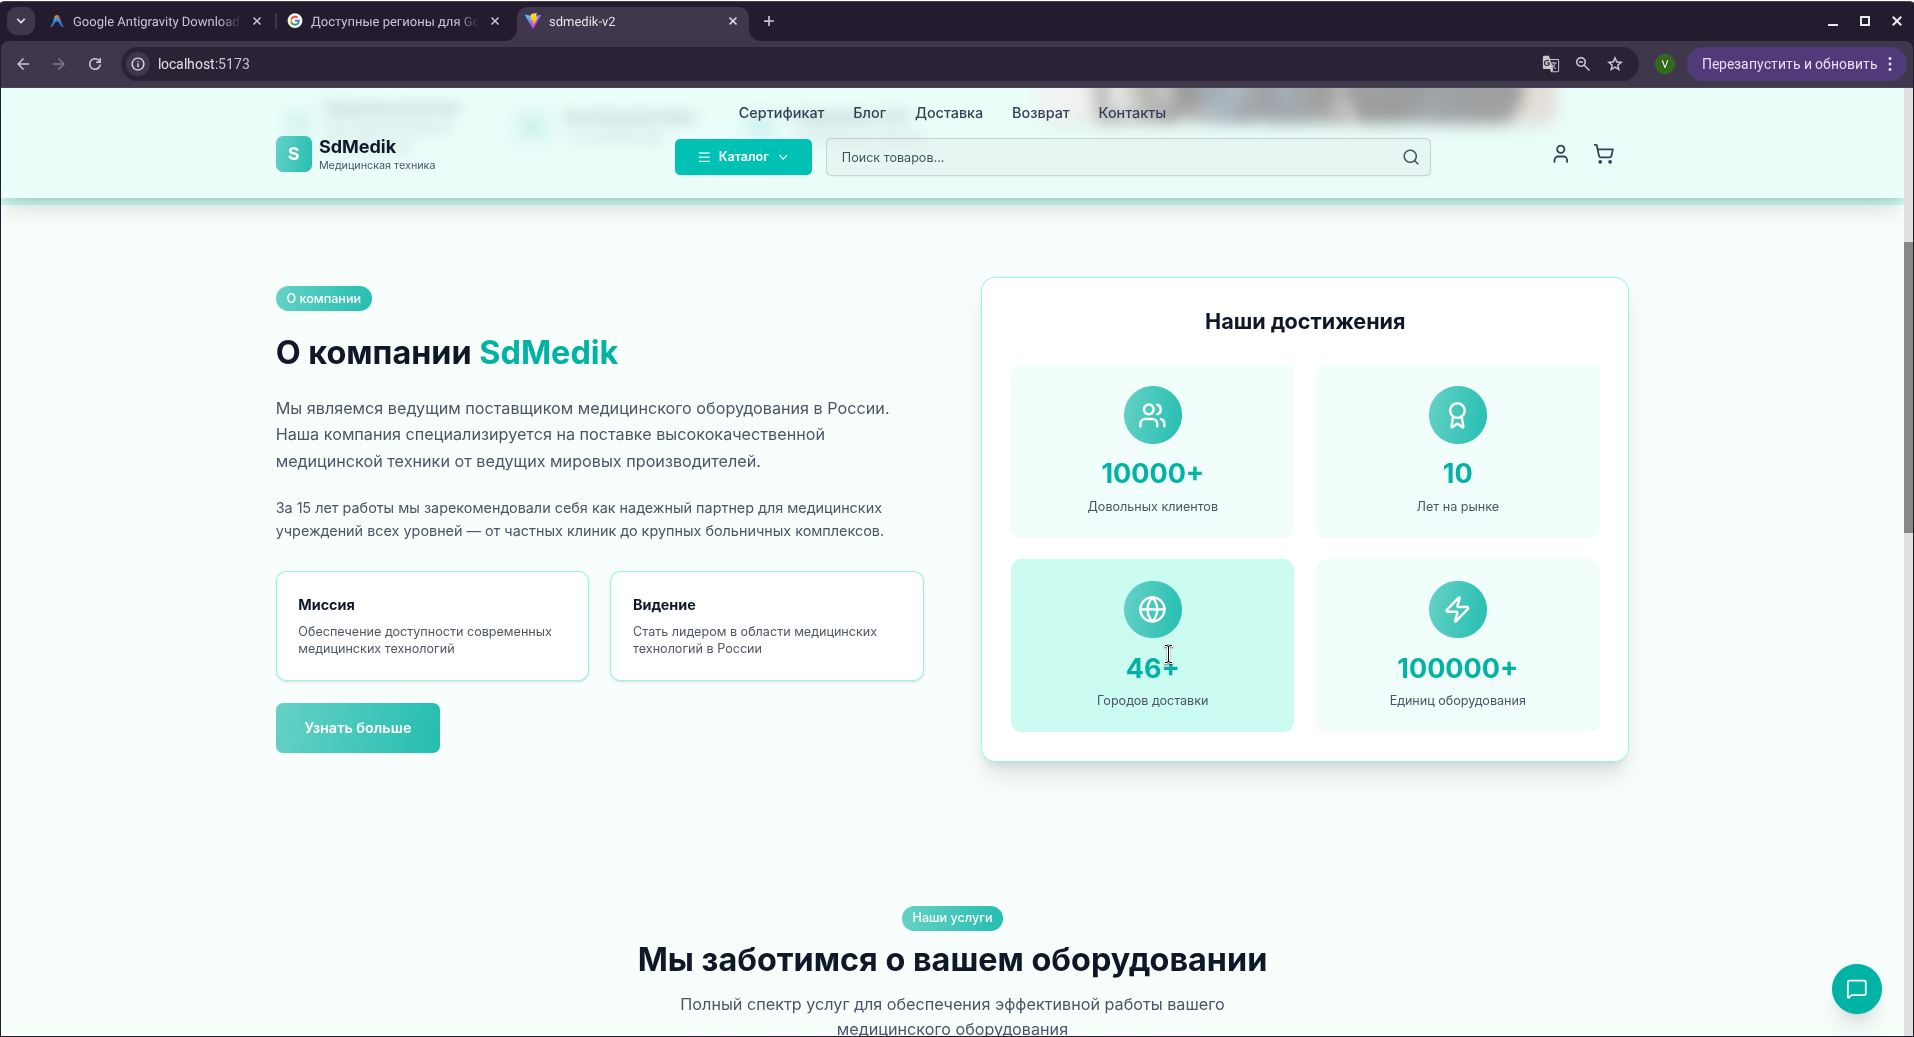 Google Antigravity Download
Доступные регионы для Go
sdmedik-v2
localhost:5173
V
Перезапустить и обновить
Сертификат Блог Доставка Возврат Контакты
S
SdMedik
Медицинская техника
Каталог
Поиск товаров...
О компании
О компании SdMedik
Мы являемся ведущим поставщиком медицинского оборудования в России.
Наша компания специализируется на поставке высококачественной
медицинской техники от ведущих мировых производителей.
За 15 лет работы мы зарекомендовали себя как надежный партнер для медицинских
учреждений всех уровней — от частных клиник до крупных больничных комплексов.
Миссия
Обеспечение доступности современных
медицинских технологий
Видение
Стать лидером в области медицинских
технологий в России
Узнать больше
Наши достижения
10000+
Довольных клиентов
10
Лет на рынке
46+
Городов доставки
100000+
Единиц оборудования
Наши услуги
Мы заботимся о вашем оборудовании
Полный спектр услуг для обеспечения эффективной работы вашего
медицинского оборудования